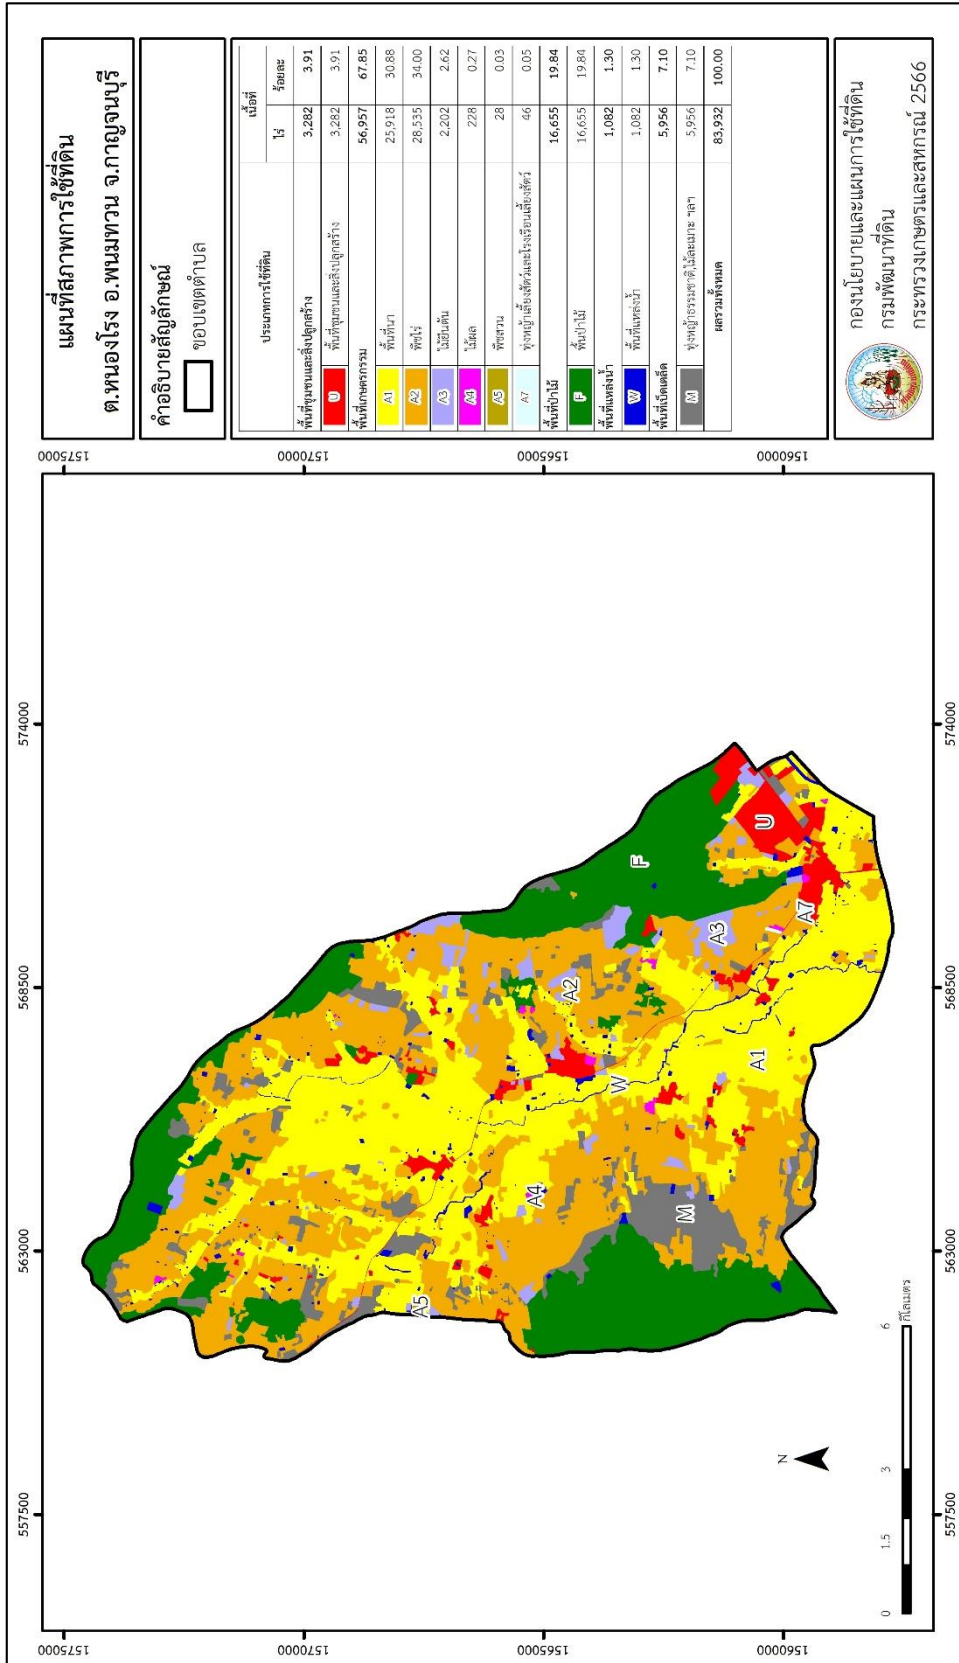 แผนที่สภาพการใช้ที่ดิน
ต.หนองโรง อ.พนมทวน จ.กาญจนบุรี
คำอธิบายสัญลักษณ์
ขอบเขตตำบล
ประเภทการใช้ที่ดิน เนื้อที่
ไร่ ร้อยละ
พื้นที่ชุมชนและสิ่งปลูกสร้าง 3,282 3.91
U พื้นที่ชุมชนและสิ่งปลูกสร้าง 3,282 3.91
พื้นที่เกษตรกรรม 56,957 67.85
A1 พื้นที่นา 25,918 30.88
A2 พืชไร่ 28,535 34.00
A3 ไม้ยืนต้น 2,202 2.62
A4 ไม้ผล 228 0.27
A5 พืชสวน 28 0.03
A7 ทุ่งหญ้าเลี้ยงสัตว์และโรงเรือนเลี้ยงสัตว์ 46 0.05
พื้นที่ป่าไม้ 16,655 19.84
F พื้นป่าไม้ 16,655 19.84
พื้นที่แหล่งน้ำ 1,082 1.30
W พื้นที่แหล่งน้ำ 1,082 1.30
พื้นที่เบ็ดเตล็ด 5,956 7.10
M ทุ่งหญ้าธรรมชาติ,ไม้ละเมาะ ฯลฯ 5,956 7.10
ผลรวมทั้งหมด 83,932 100.00
กองนโยบายและแผนการใช้ที่ดิน
กรมพัฒนาที่ดิน
กระทรวงเกษตรและสหกรณ์ 2566
557500 563000 568500 574000
1575000
1570000
1565000
1560000
1575000
1570000
1565000
1560000
557500 563000 568500 574000
F
U
A3
A7
A2
W
A1
A4
A5
M
N
0 1.5 3 6
กิโลเมตร